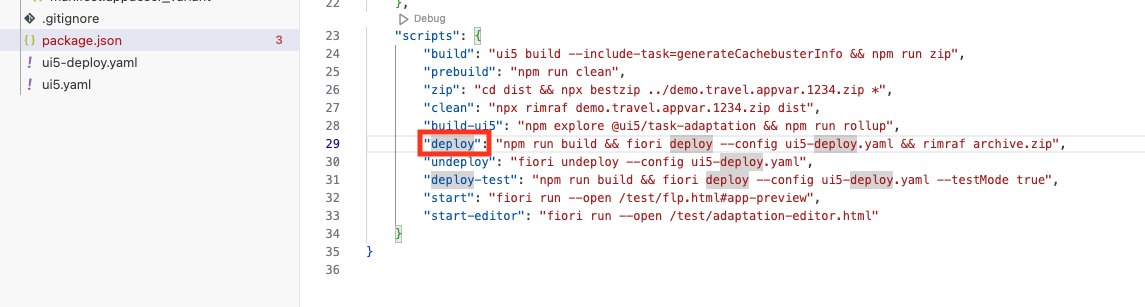 .gitignore
{} package.json 3
! ui5-deploy.yaml
! ui5.yaml
22 },
Debug
23 "scripts": {
24 "build": "ui5 build --include-task=generateCachebusterInfo && npm run zip",
25 "prebuild": "npm run clean",
26 "zip": "cd dist && npx bestzip ../demo.travel.appvar.1234.zip *",
27 "clean": "npx rimraf demo.travel.appvar.1234.zip dist",
28 "build-ui5": "npm explore @ui5/task-adaptation && npm run rollup",
29 "deploy": "npm run build && fiori deploy --config ui5-deploy.yaml && rimraf archive.zip",
30 "undeploy": "fiori undeploy --config ui5-deploy.yaml",
31 "deploy-test": "npm run build && fiori deploy --config ui5-deploy.yaml --testMode true",
32 "start": "fiori run --open /test/flp.html#app-preview",
33 "start-editor": "fiori run --open /test/adaptation-editor.html"
34 }
35 }
36